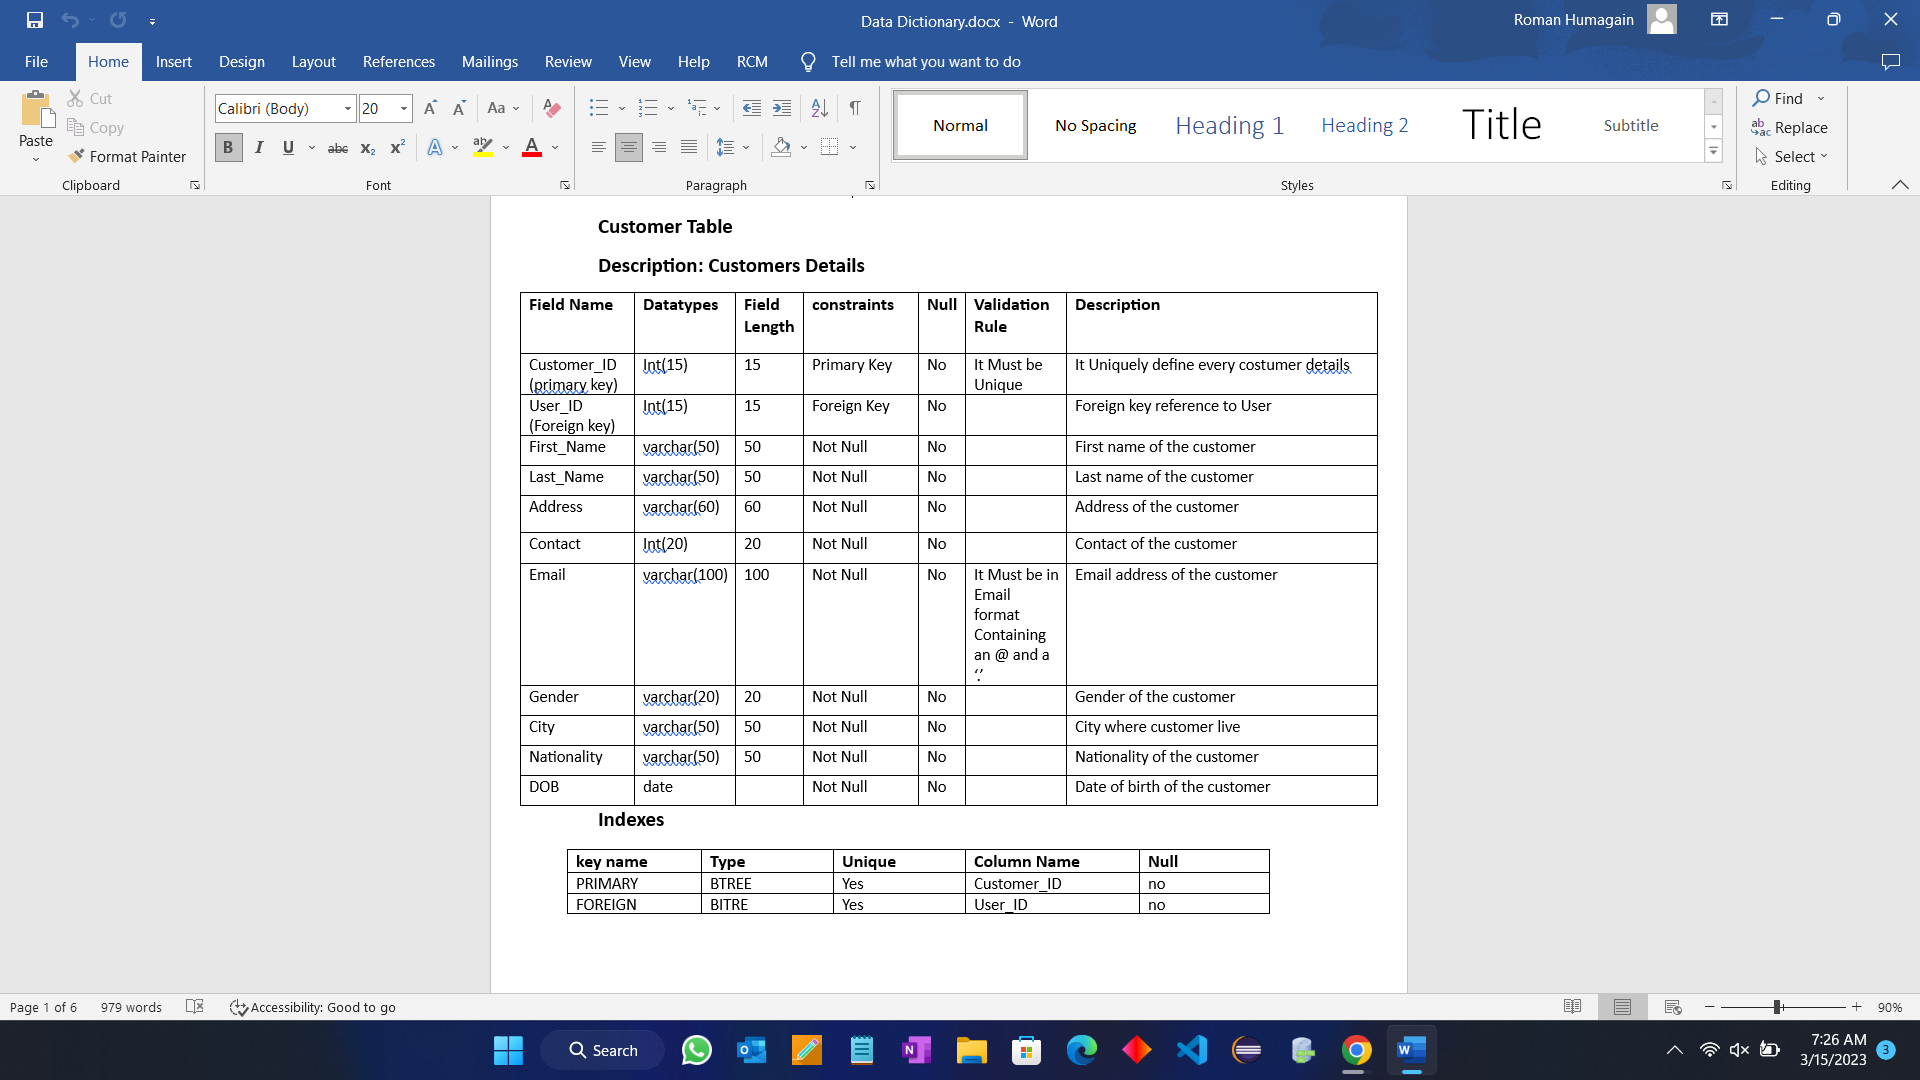 Data Dictionary.docx - Word
Roman Humagain
File Home Insert Design Layout References Mailings Review View Help RCM Tell me what you want to do
Paste
Cut
Copy
Format Painter
Clipboard
Calibri (Body) 20
Font
Paragraph
Normal No Spacing Heading 1 Heading 2 Title Subtitle
Styles
Find
Replace
Select
Editing
Customer Table
Description: Customers Details
Field Name Datatypes Field Length constraints Null Validation Rule Description
Customer_ID (primary key) Int(15) 15 Primary Key No It Must be Unique It Uniquely define every costumer details
User_ID (Foreign key) Int(15) 15 Foreign Key No Foreign key reference to User
First_Name varchar(50) 50 Not Null No First name of the customer
Last_Name varchar(50) 50 Not Null No Last name of the customer
Address varchar(60) 60 Not Null No Address of the customer
Contact Int(20) 20 Not Null No Contact of the customer
Email varchar(100) 100 Not Null No It Must be in Email format Containing an @ and a ‘.’ Email address of the customer
Gender varchar(20) 20 Not Null No Gender of the customer
City varchar(50) 50 Not Null No City where customer live
Nationality varchar(50) 50 Not Null No Nationality of the customer
DOB date Not Null No Date of birth of the customer
Indexes
key name Type Unique Column Name Null
PRIMARY BTREE Yes Customer_ID no
FOREIGN BITRE Yes User_ID no
Page 1 of 6 979 words Accessibility: Good to go 90%
Search
7:26 AM
3/15/2023
3